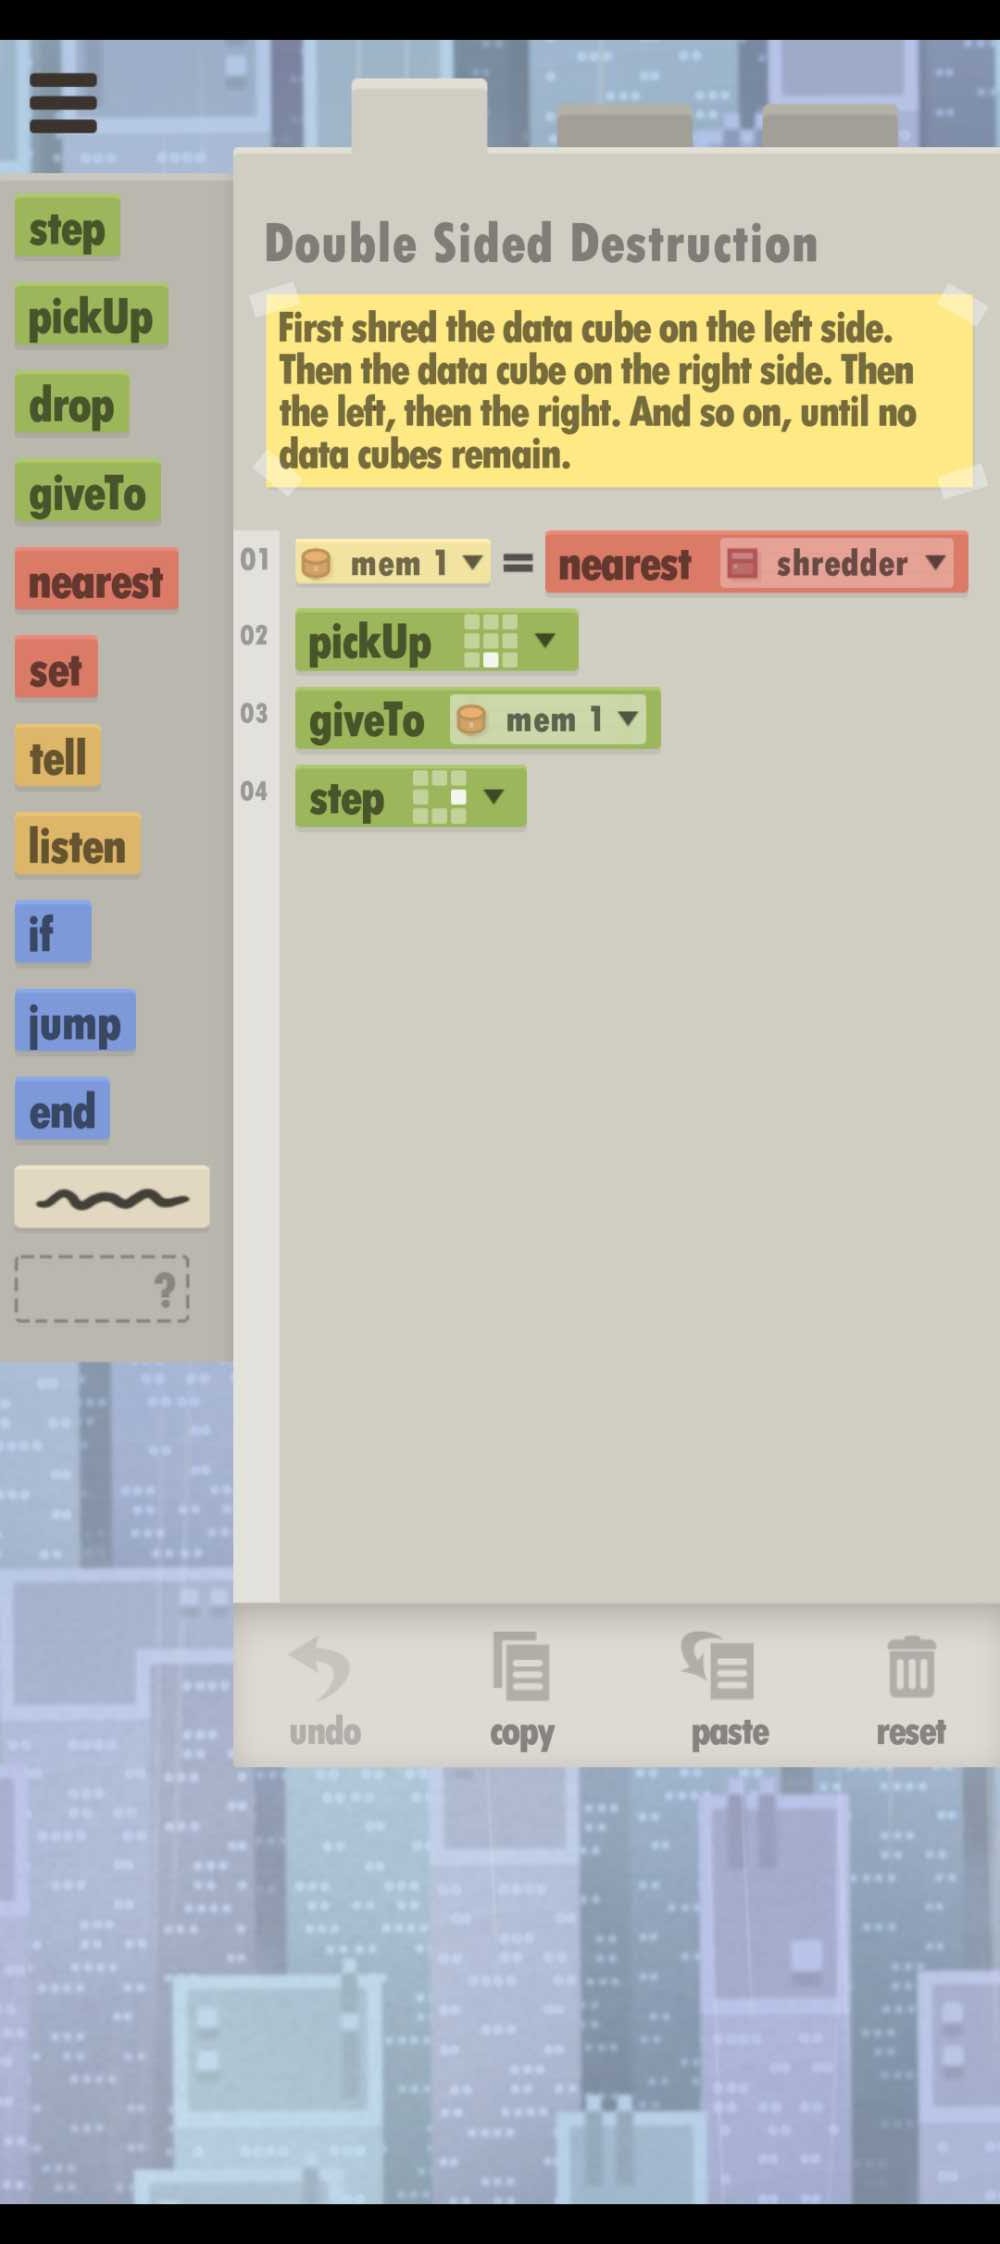 Double Sided Destruction
First shred the data cube on the left side.
Then the data cube on the right side. Then
the left, then the right. And so on, until no
data cubes remain.
step
pickUp
drop
giveTo
nearest
set
tell
listen
if
jump
end
?
01 mem 1 = nearest shredder
02 pickUp
03 giveTo mem 1
04 step
undo copy paste reset